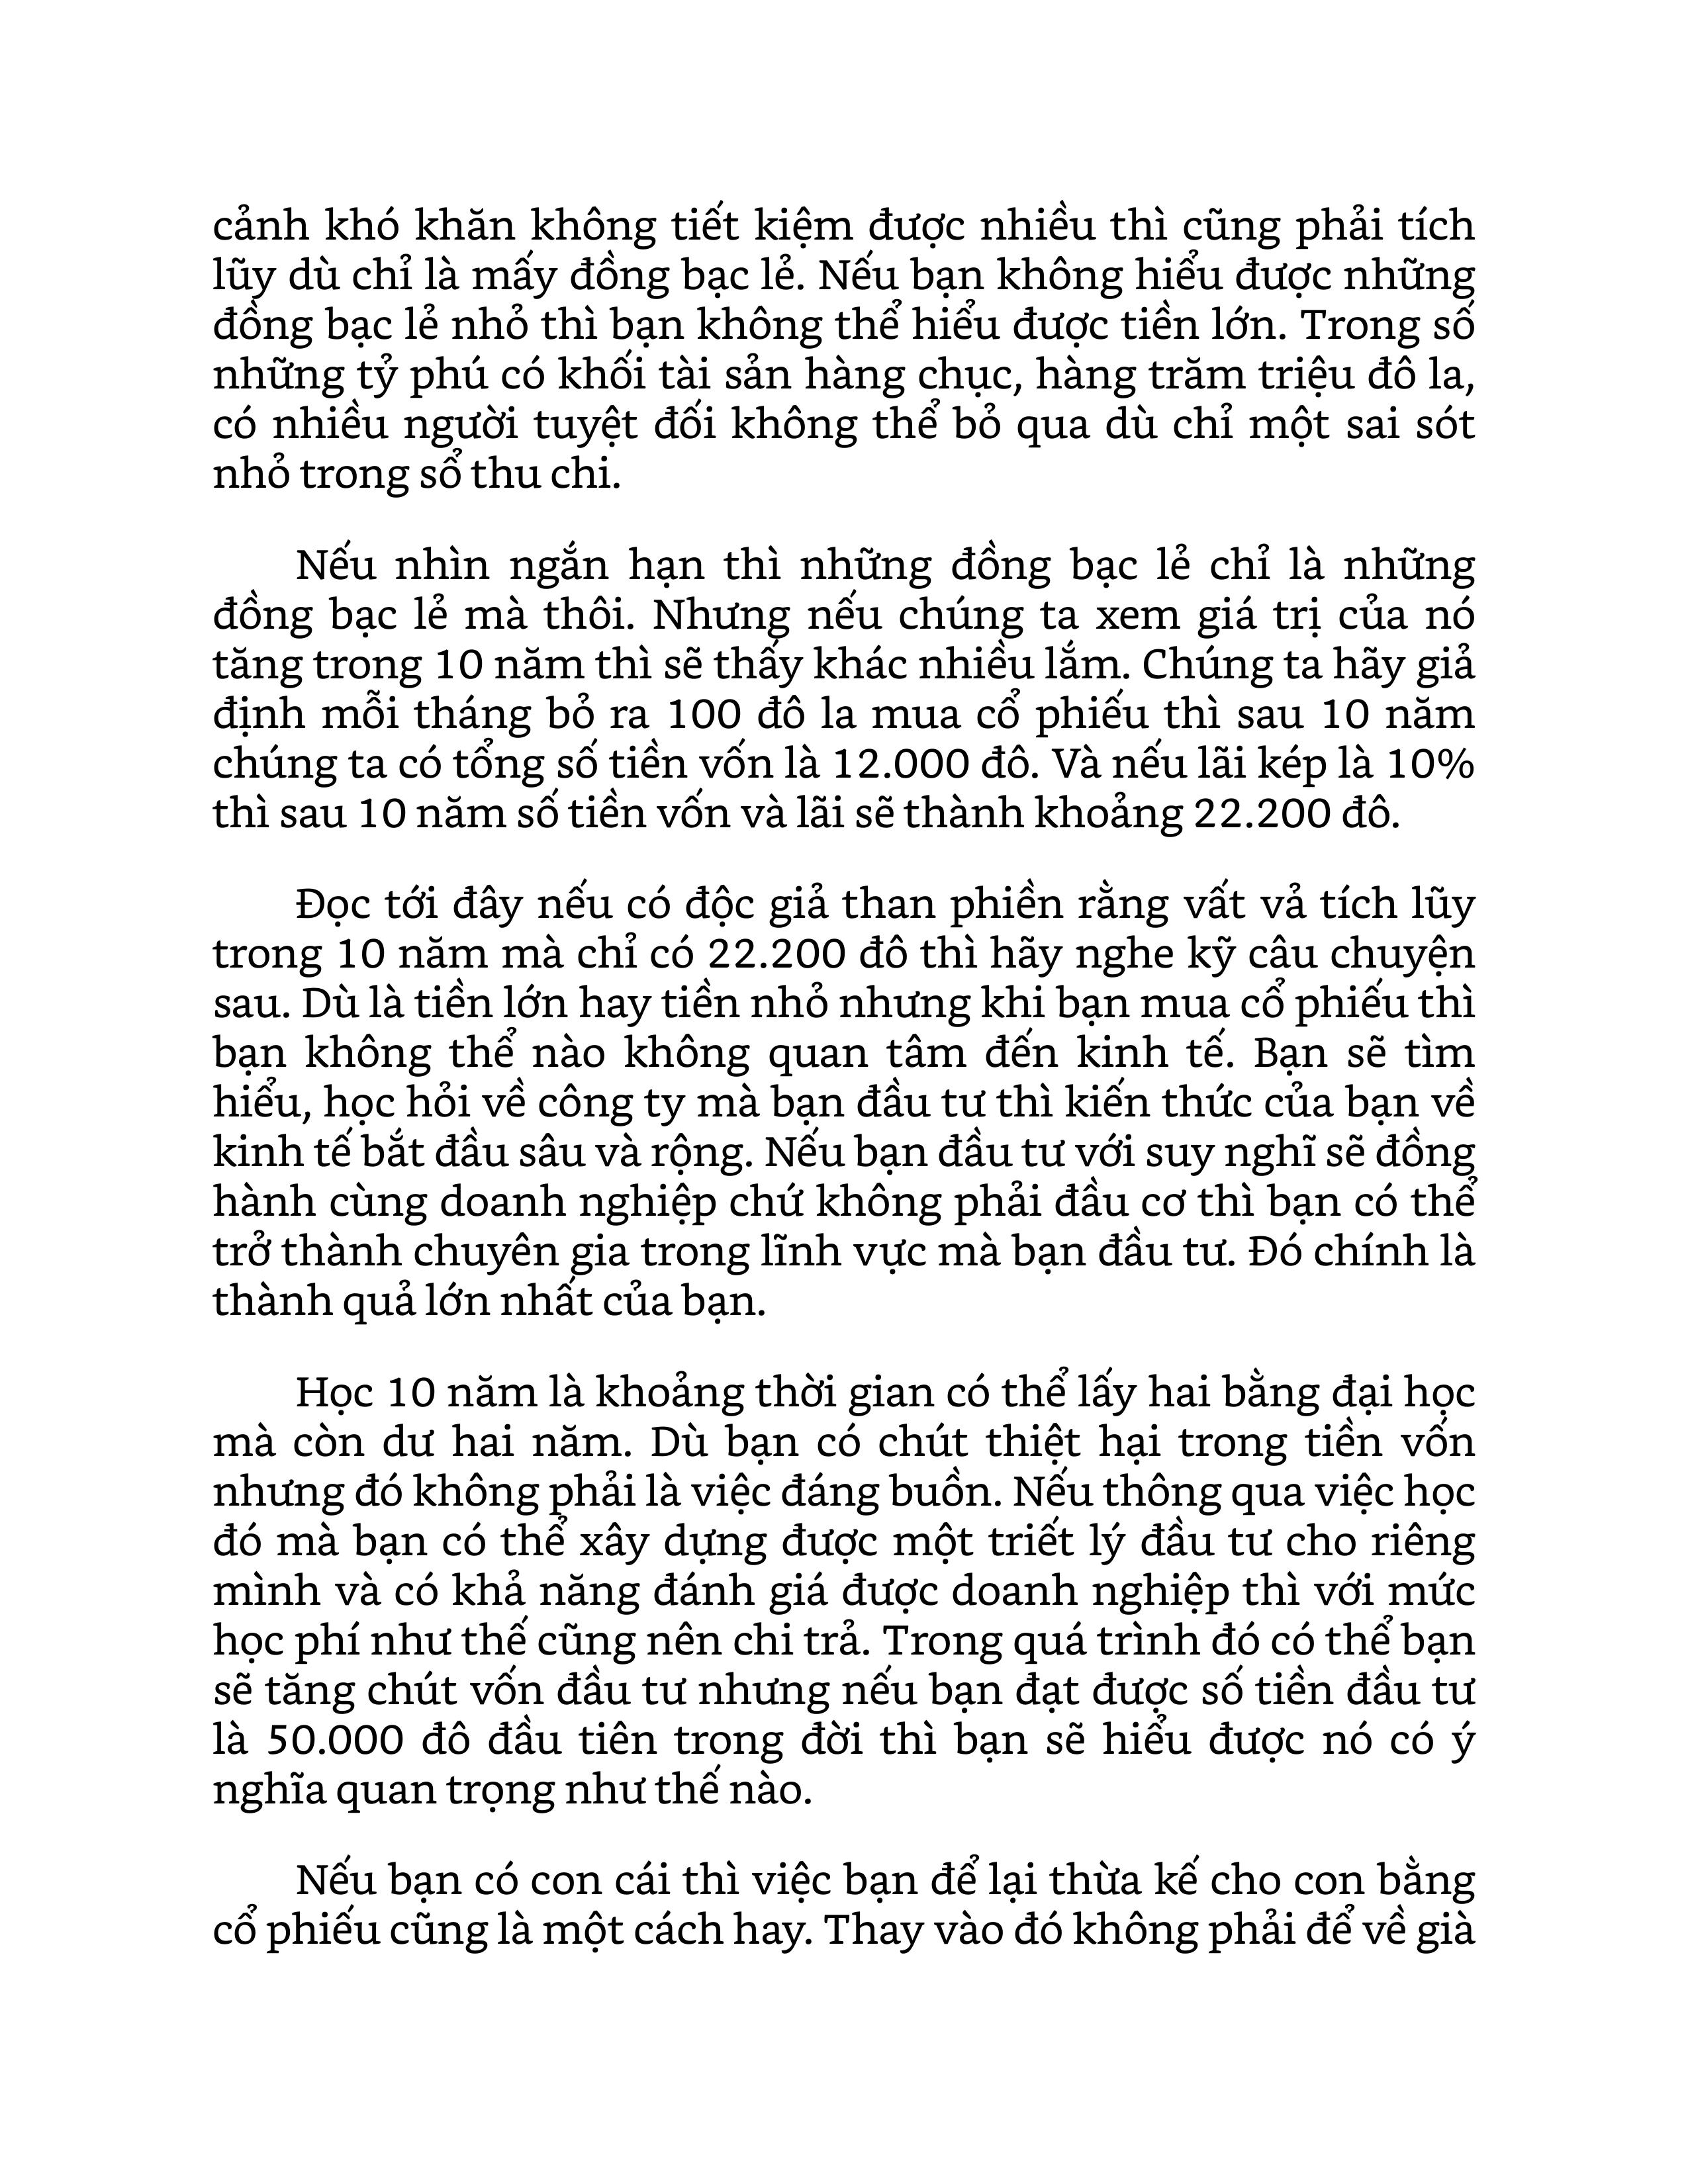 cảnh khó khăn không tiết kiệm được nhiều thì cũng phải tích
lũy dù chỉ là mấy đồng bạc lẻ. Nếu bạn không hiểu được những
đồng bạc lẻ nhỏ thì bạn không thể hiểu được tiền lớn. Trong số
những tỷ phú có khối tài sản hàng chục, hàng trăm triệu đô la,
có nhiều người tuyệt đối không thể bỏ qua dù chỉ một sai sót
nhỏ trong sổ thu chi.
Nếu nhìn ngắn hạn thì những đồng bạc lẻ chỉ là những
đồng bạc lẻ mà thôi. Nhưng nếu chúng ta xem giá trị của nó
tăng trong 10 năm thì sẽ thấy khác nhiều lắm. Chúng ta hãy giả
định mỗi tháng bỏ ra 100 đô la mua cổ phiếu thì sau 10 năm
chúng ta có tổng số tiền vốn là 12.000 đô. Và nếu lãi kép là 10%
thì sau 10 năm số tiền vốn và lãi sẽ thành khoảng 22.200 đô.
Đọc tới đây nếu có độc giả than phiền rằng vất vả tích lũy
trong 10 năm mà chỉ có 22.200 đô thì hãy nghe kỹ câu chuyện
sau. Dù là tiền lớn hay tiền nhỏ nhưng khi bạn mua cổ phiếu thì
bạn không thể nào không quan tâm đến kinh tế. Bạn sẽ tìm
hiểu, học hỏi về công ty mà bạn đầu tư thì kiến thức của bạn về
kinh tế bắt đầu sâu và rộng. Nếu bạn đầu tư với suy nghĩ sẽ đồng
hành cùng doanh nghiệp chứ không phải đầu cơ thì bạn có thể
trở thành chuyên gia trong lĩnh vực mà bạn đầu tư. Đó chính là
thành quả lớn nhất của bạn.
Học 10 năm là khoảng thời gian có thể lấy hai bằng đại học
mà còn dư hai năm. Dù bạn có chút thiệt hại trong tiền vốn
nhưng đó không phải là việc đáng buồn. Nếu thông qua việc học
đó mà bạn có thể xây dựng được một triết lý đầu tư cho riêng
mình và có khả năng đánh giá được doanh nghiệp thì với mức
học phí như thế cũng nên chi trả. Trong quá trình đó có thể bạn
sẽ tăng chút vốn đầu tư nhưng nếu bạn đạt được số tiền đầu tư
là 50.000 đô đầu tiên trong đời thì bạn sẽ hiểu được nó có ý
nghĩa quan trọng như thế nào.
Nếu bạn có con cái thì việc bạn để lại thừa kế cho con bằng
cổ phiếu cũng là một cách hay. Thay vào đó không phải để về già